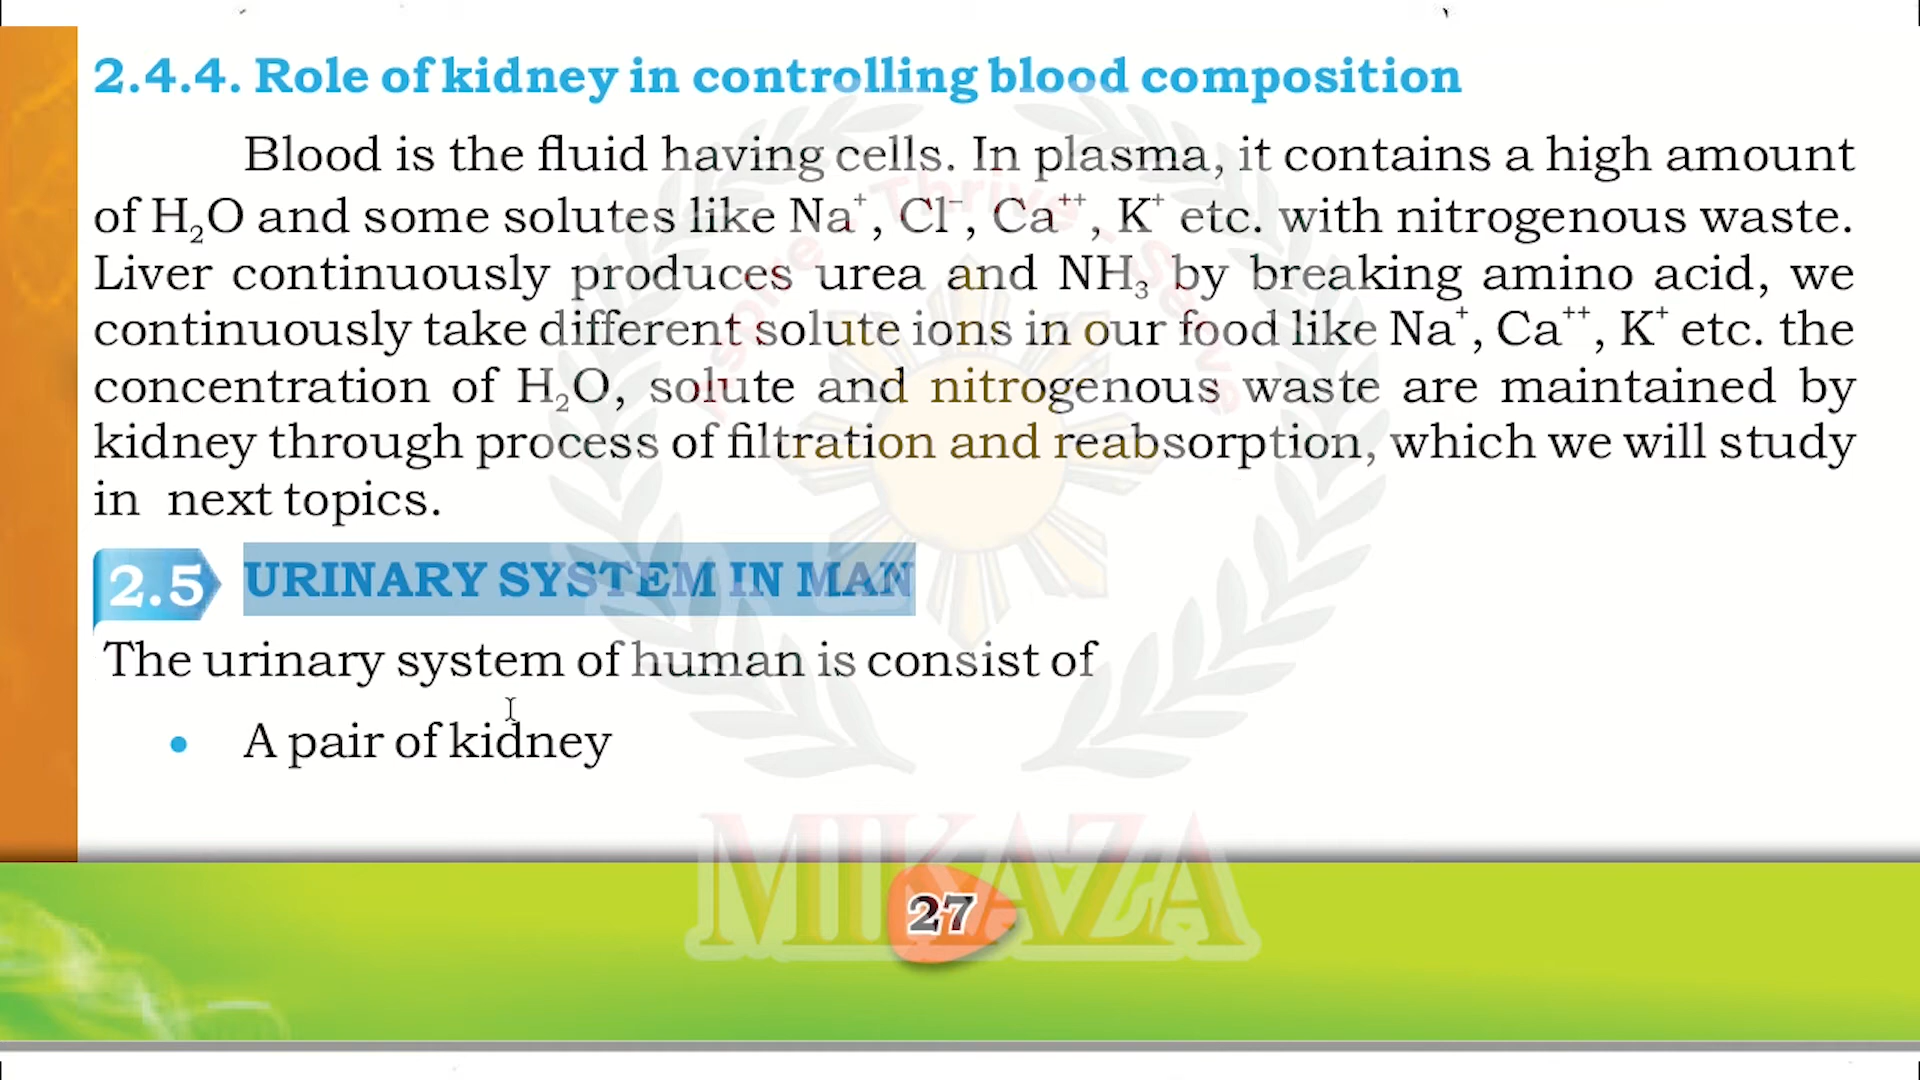 2.4.4. Role of kidney in controlling blood composition
Blood is the fluid having cells. In plasma, it contains a high amount
of H₂O and some solutes like Na⁺, Cl⁻, Ca⁺⁺, K⁺ etc. with nitrogenous waste.
Liver continuously produces urea and NH₃ by breaking amino acid, we
continuously take different solute ions in our food like Na⁺, Ca⁺⁺, K⁺ etc. the
concentration of H₂O, solute and nitrogenous waste are maintained by
kidney through process of filtration and reabsorption, which we will study
in next topics.
2.5 URINARY SYSTEM IN MAN
The urinary system of human is consist of
• A pair of kidney
Aspire - Thrive - Serve
MIKAZA
27